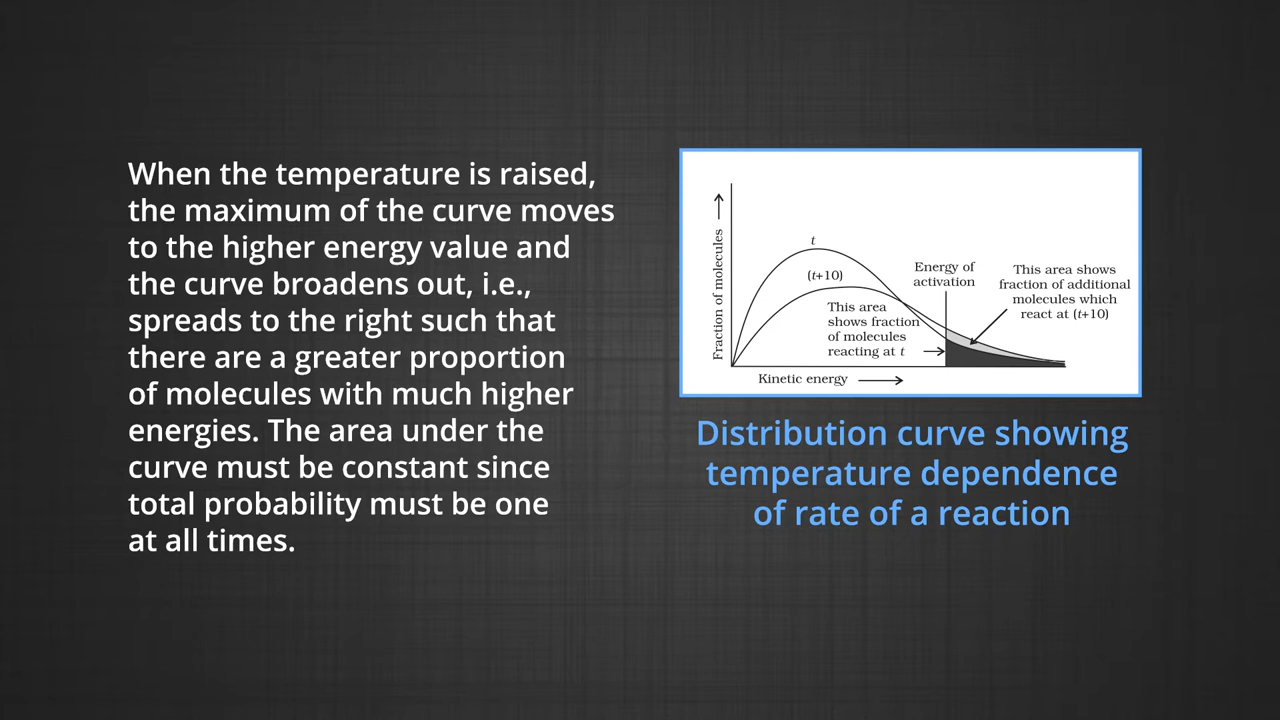 When the temperature is raised,
the maximum of the curve moves
to the higher energy value and
the curve broadens out, i.e.,
spreads to the right such that
there are a greater proportion
of molecules with much higher
energies. The area under the
curve must be constant since
total probability must be one
at all times.
Fraction of molecules
t
(t+10)
This area
shows fraction
of molecules
reacting at t
Energy of
activation
This area shows
fraction of additional
molecules which
react at (t+10)
Kinetic energy
Distribution curve showing
temperature dependence
of rate of a reaction